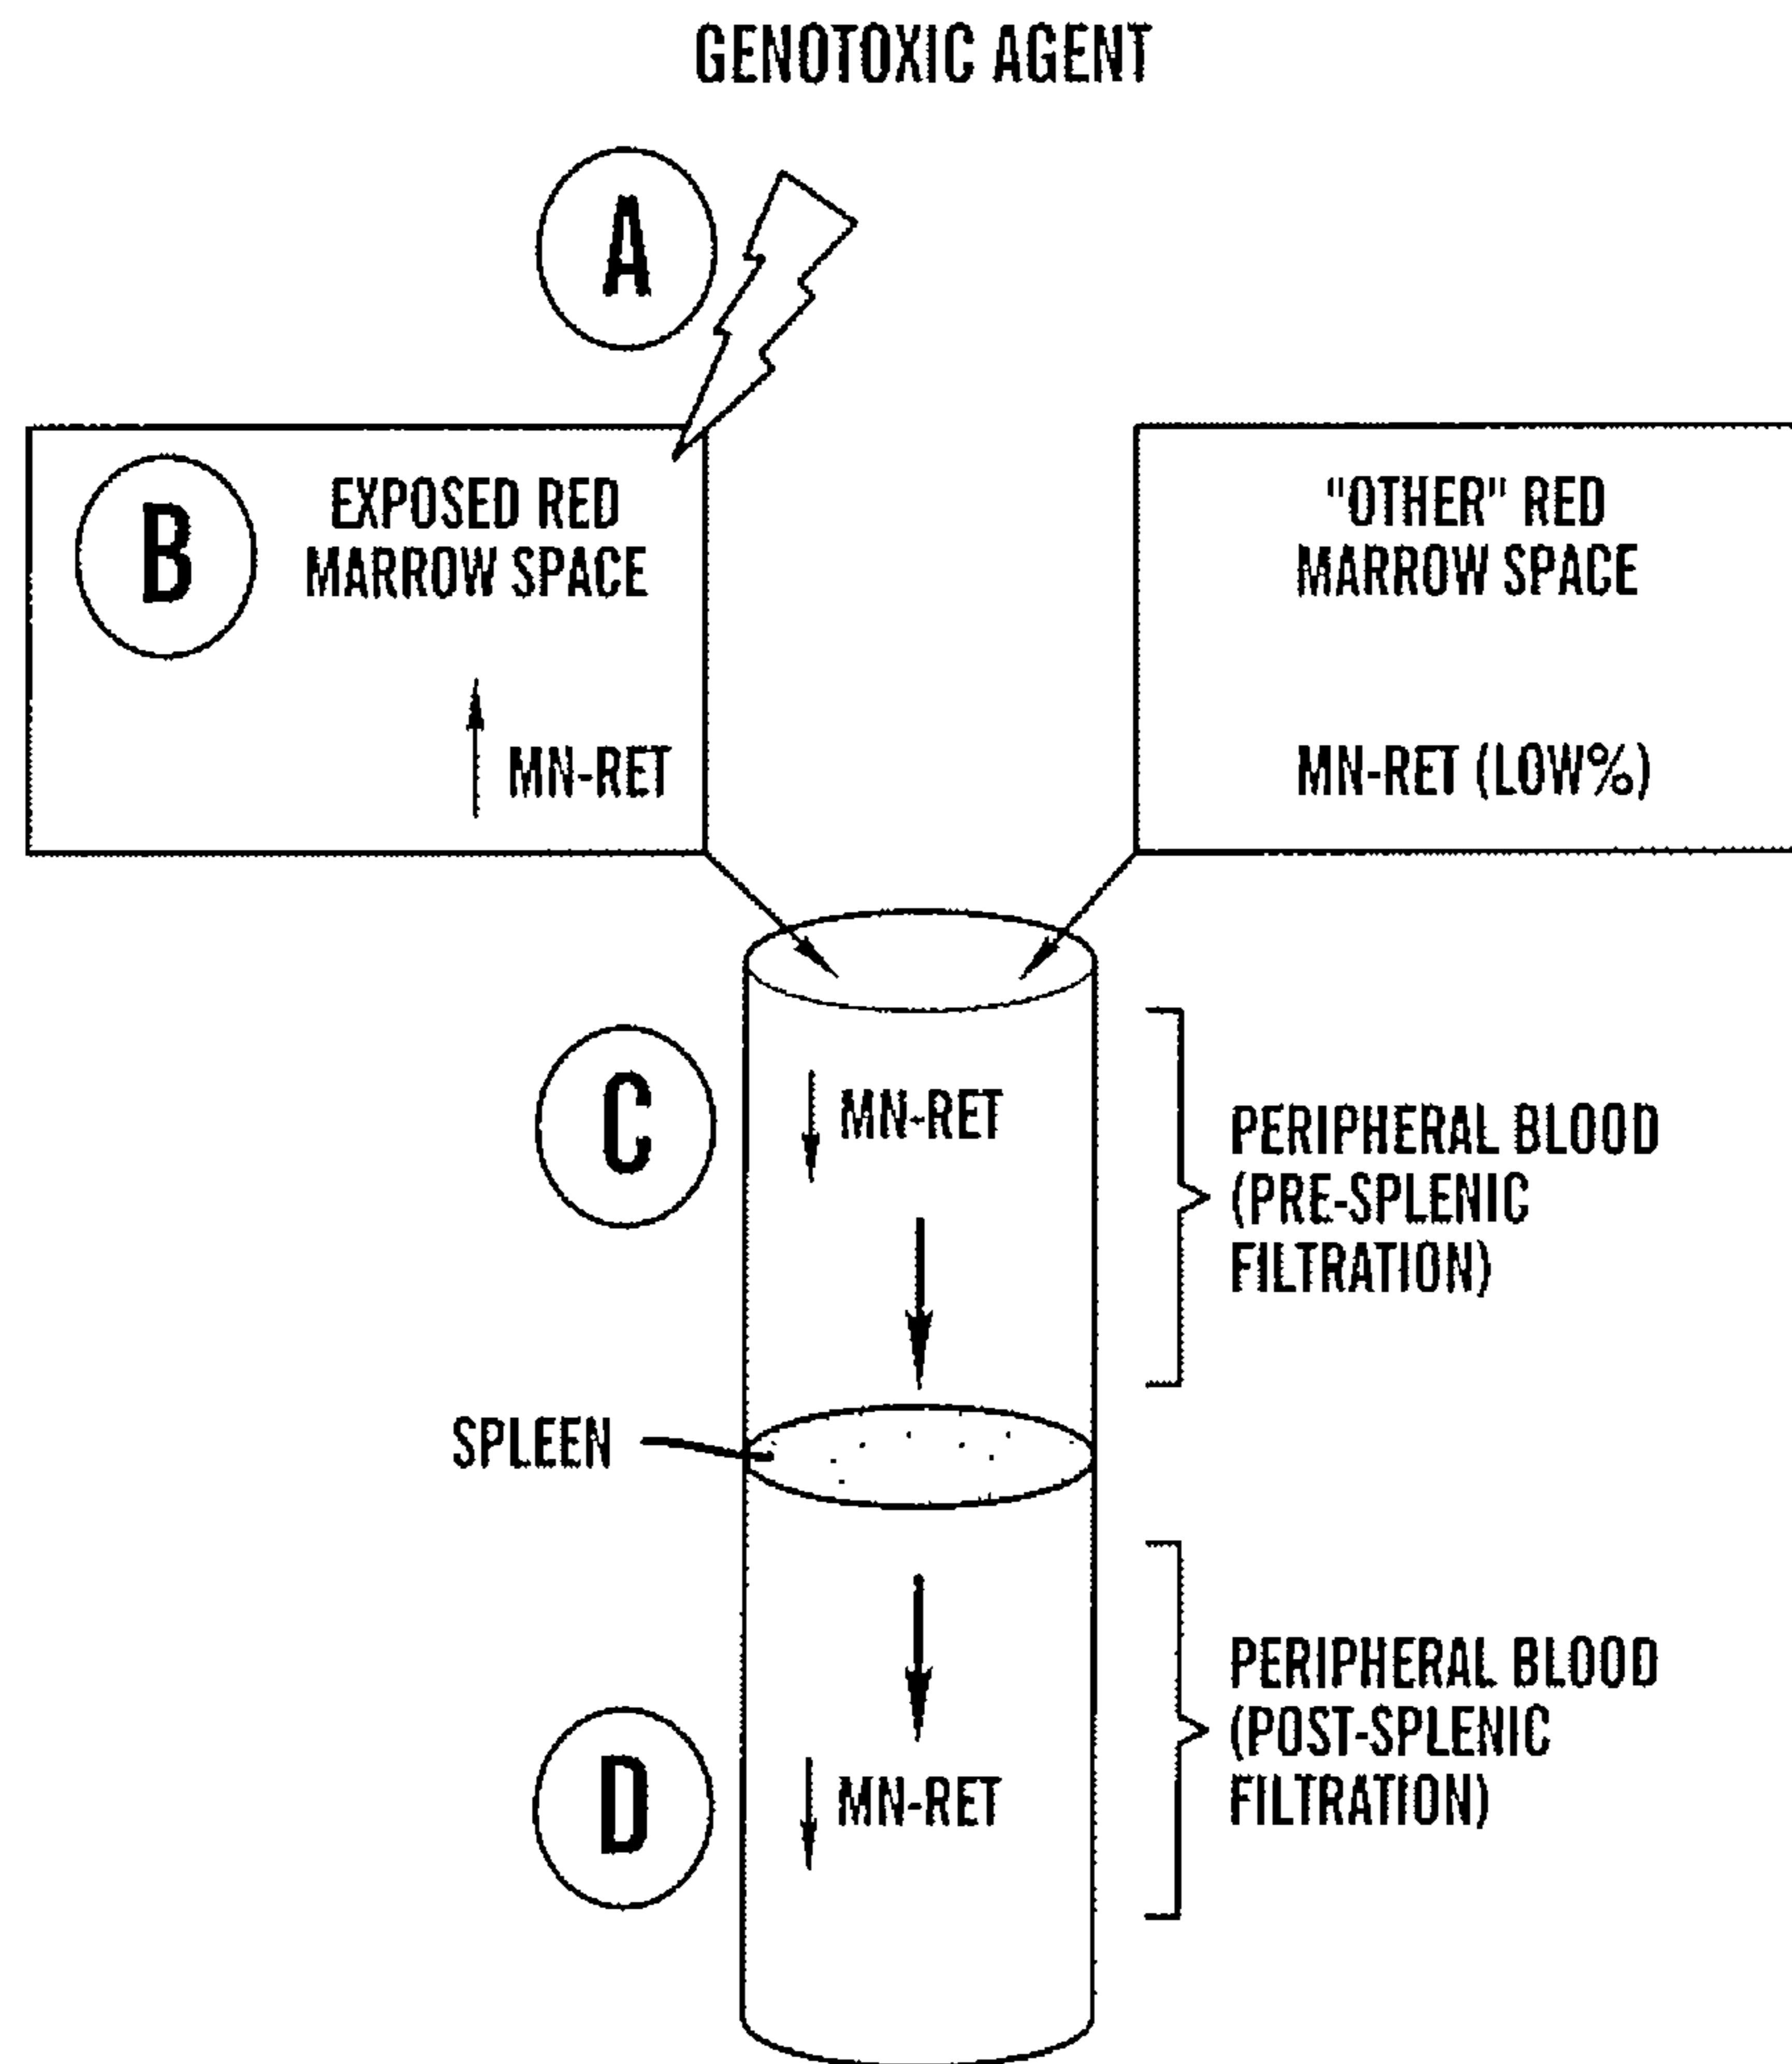 GENOTOXIC AGENT
A
B
EXPOSED RED
MARROW SPACE
MN-RET
"OTHER" RED
MARROW SPACE
MN-RET (LOW%)
C
MN-RET
PERIPHERAL BLOOD
(PRE-SPLENIC
FILTRATION)
SPLEEN
D
MN-RET
PERIPHERAL BLOOD
(POST-SPLENIC
FILTRATION)